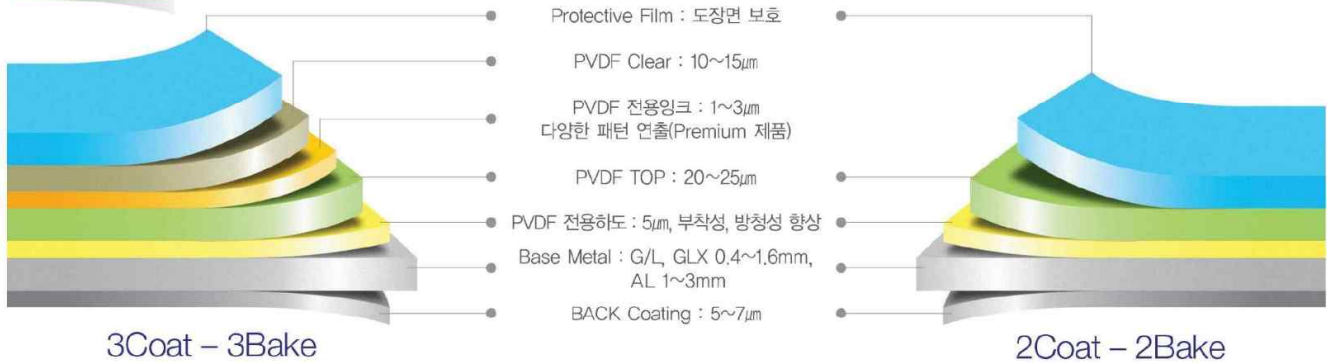 Protective Film : 도장면 보호
PVDF Clear : 10~15㎛
PVDF 전용잉크 : 1~3㎛
다양한 패턴 연출(Premium 제품)
PVDF TOP : 20~25㎛
PVDF 전용하도 : 5㎛, 부착성, 방청성 향상
Base Metal : G/L, GLX 0.4~1.6mm,
AL 1~3mm
BACK Coating : 5~7㎛
3Coat – 3Bake
2Coat – 2Bake